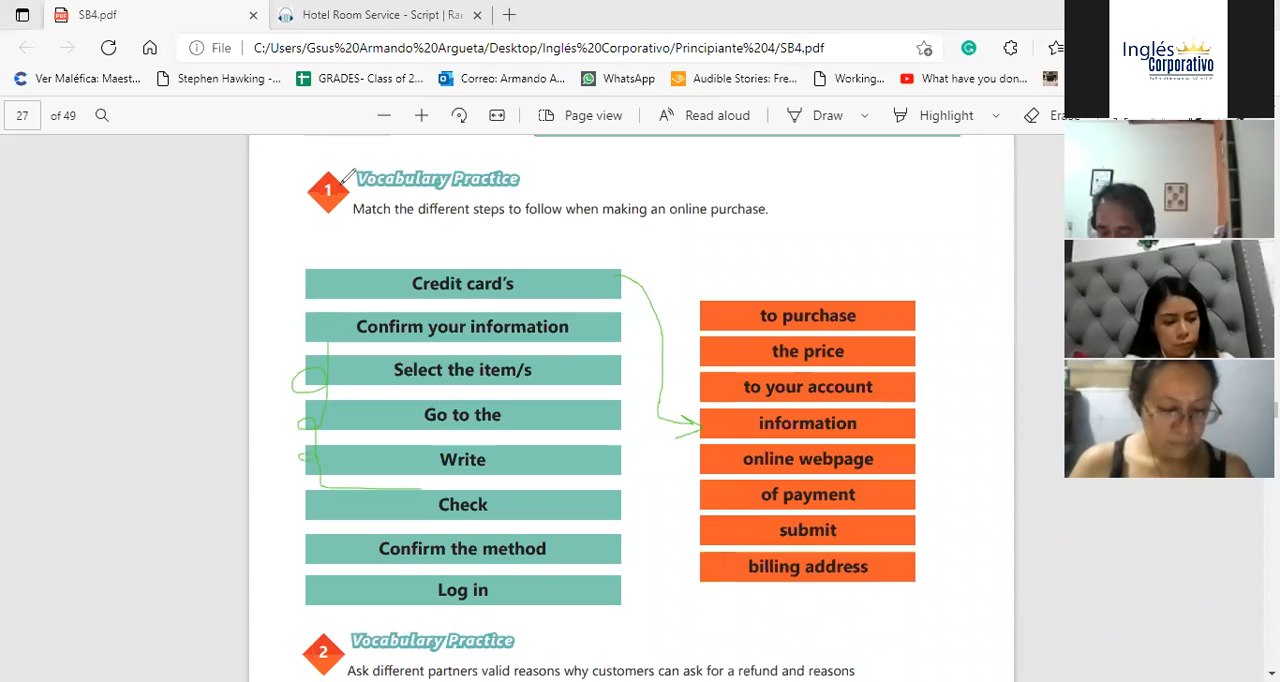 SB4.pdf
Hotel Room Service - Script | Ra
File
C:/Users/Gsus%20Armando%20Argueta/Desktop/Inglés%20Corporativo/Principiante%204/SB4.pdf
Ver Maléfica: Maest...
Stephen Hawking -...
GRADES- Class of 2...
Correo: Armando A...
WhatsApp
Audible Stories: Fre...
Working...
What have you don...
27 of 49
Page view
Read aloud
Draw
Highlight
Inglés
Corporativo
1
Vocabulary Practice
Match the different steps to follow when making an online purchase.
Credit card's
Confirm your information
Select the item/s
Go to the
Write
Check
Confirm the method
Log in
to purchase
the price
to your account
information
online webpage
of payment
submit
billing address
2
Vocabulary Practice
Ask different partners valid reasons why customers can ask for a refund and reasons